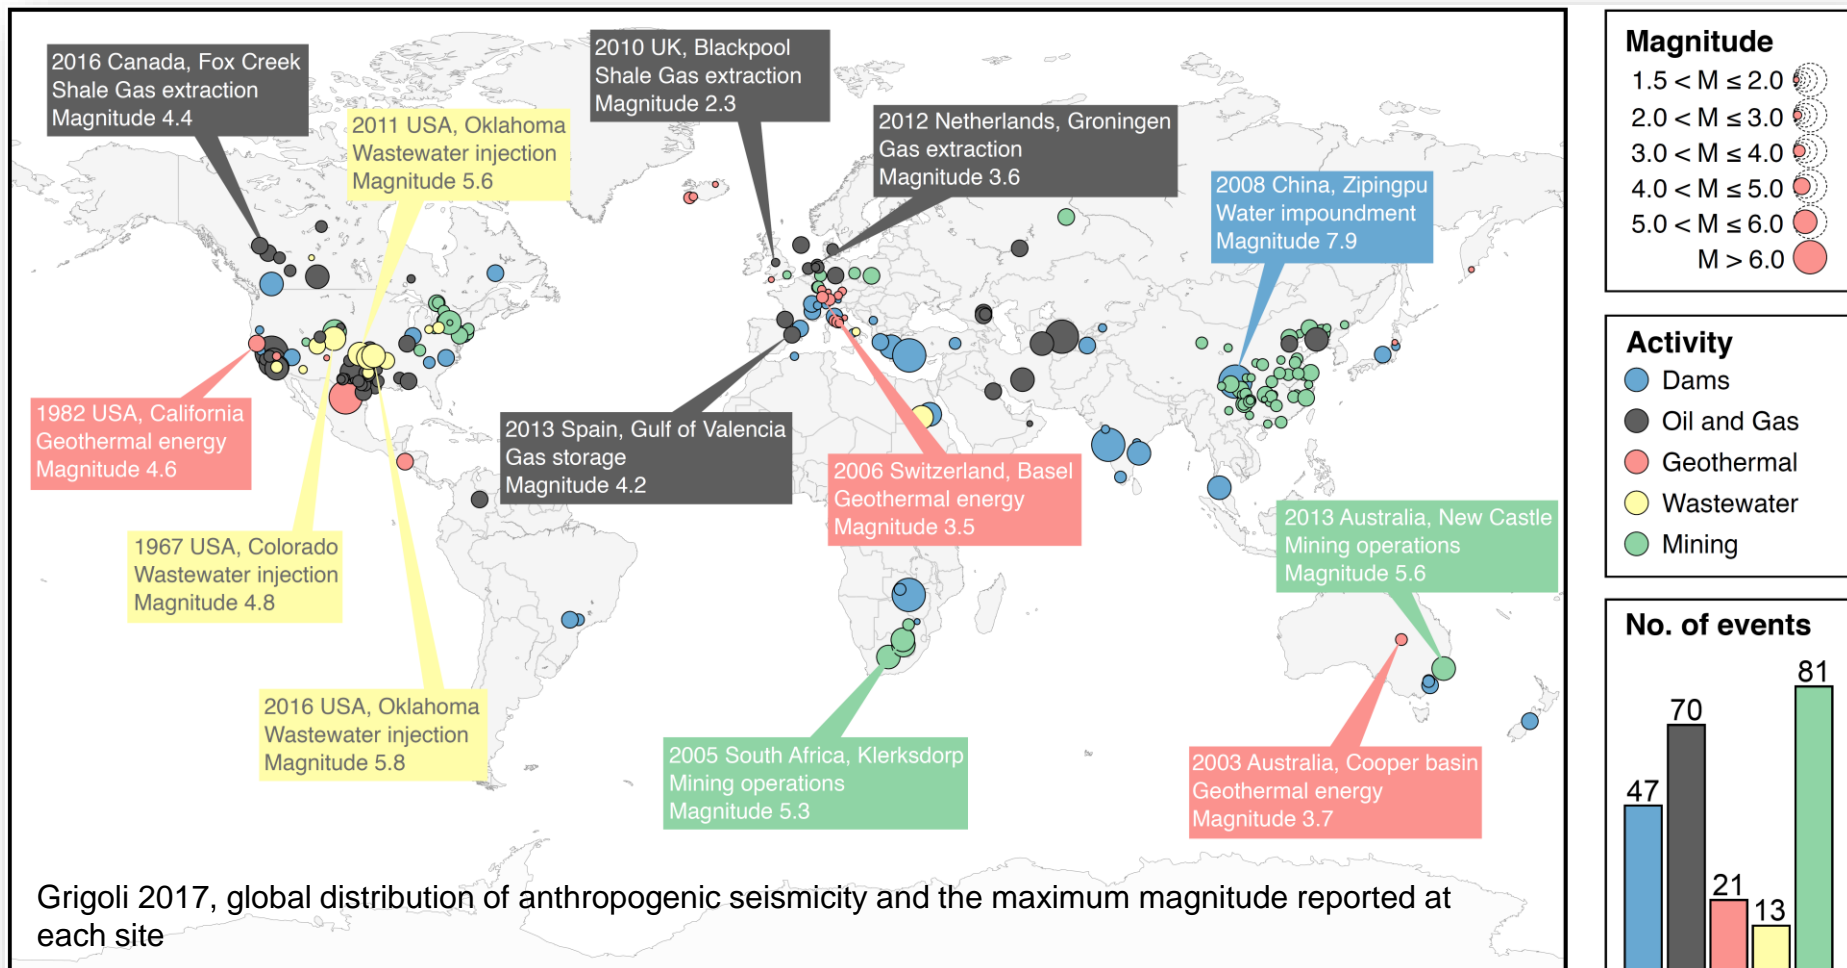 2016 Canada, Fox Creek
Shale Gas extraction
Magnitude 4.4
2011 USA, Oklahoma
Wastewater injection
Magnitude 5.6
2010 UK, Blackpool
Shale Gas extraction
Magnitude 2.3
2012 Netherlands, Groningen
Gas extraction
Magnitude 3.6
2008 China, Zipingpu
Water impoundment
Magnitude 7.9
1982 USA, California
Geothermal energy
Magnitude 4.6
2013 Spain, Gulf of Valencia
Gas storage
Magnitude 4.2
2006 Switzerland, Basel
Geothermal energy
Magnitude 3.5
2013 Australia, New Castle
Mining operations
Magnitude 5.6
1967 USA, Colorado
Wastewater injection
Magnitude 4.8
2016 USA, Oklahoma
Wastewater injection
Magnitude 5.8
2005 South Africa, Klerksdorp
Mining operations
Magnitude 5.3
2003 Australia, Cooper basin
Geothermal energy
Magnitude 3.7
Grigoli 2017, global distribution of anthropogenic seismicity and the maximum magnitude reported at
each site
Magnitude
1.5 < M ≤ 2.0
2.0 < M ≤ 3.0
3.0 < M ≤ 4.0
4.0 < M ≤ 5.0
5.0 < M ≤ 6.0
M > 6.0
Activity
Dams
Oil and Gas
Geothermal
Wastewater
Mining
No. of events
47
70
21
13
81